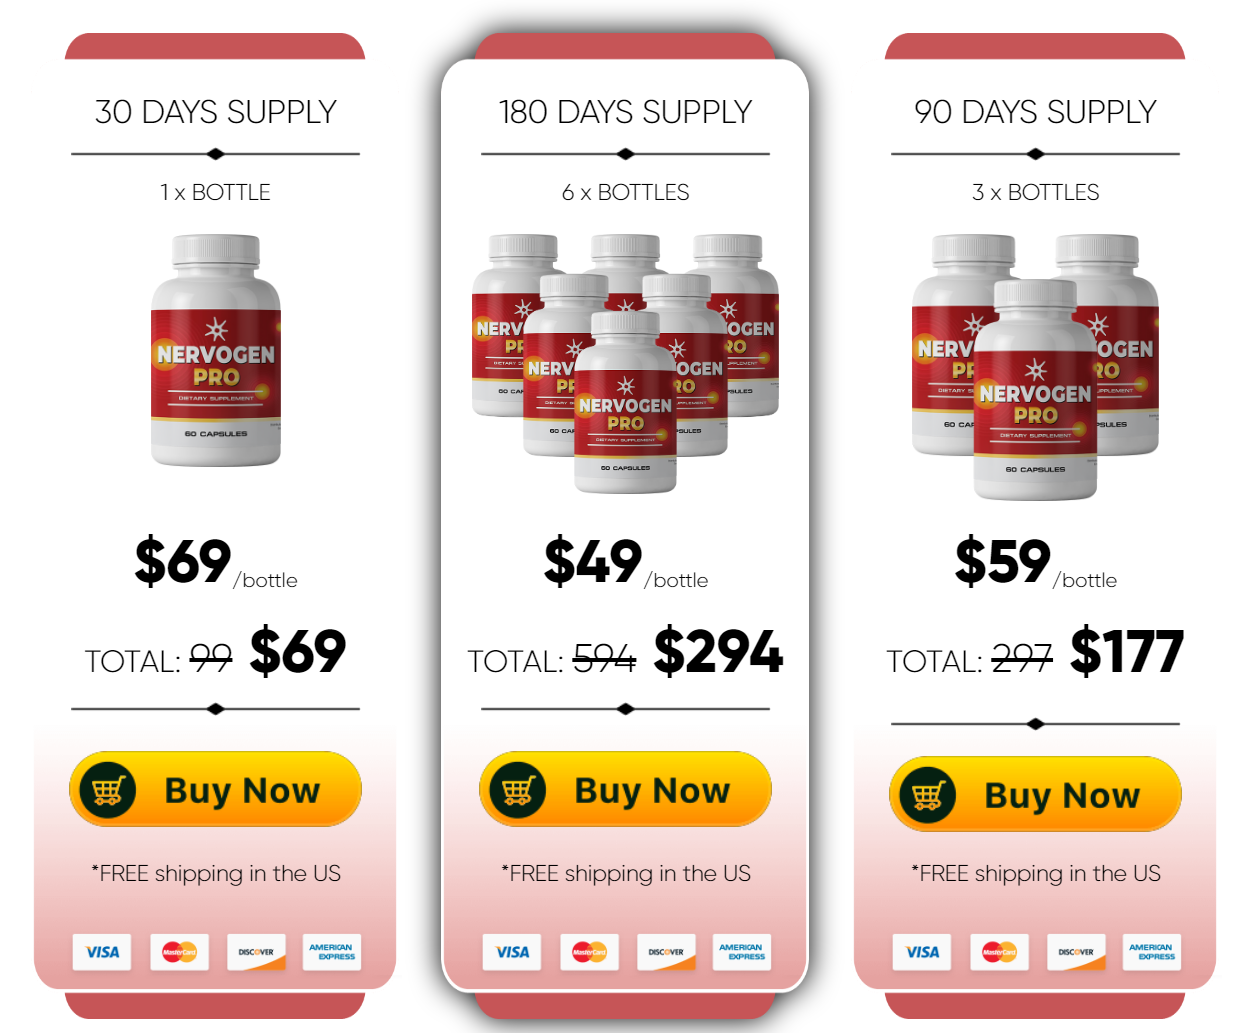 30 DAYS SUPPLY
1 x BOTTLE
NERVOGEN
PRO
DIETARY SUPPLEMENT
60 CAPSULES
$69 /bottle
TOTAL: 99 $69
Buy Now
*FREE shipping in the US
VISA
MasterCard
DISCOVER
AMERICAN
EXPRESS
180 DAYS SUPPLY
6 x BOTTLES
NERVOGEN
PRO
DIETARY SUPPLEMENT
60 CAPSULES
$49 /bottle
TOTAL: 594 $294
Buy Now
*FREE shipping in the US
VISA
MasterCard
DISCOVER
AMERICAN
EXPRESS
90 DAYS SUPPLY
3 x BOTTLES
NERVOGEN
PRO
DIETARY SUPPLEMENT
60 CAPSULES
$59 /bottle
TOTAL: 297 $177
Buy Now
*FREE shipping in the US
VISA
MasterCard
DISCOVER
AMERICAN
EXPRESS